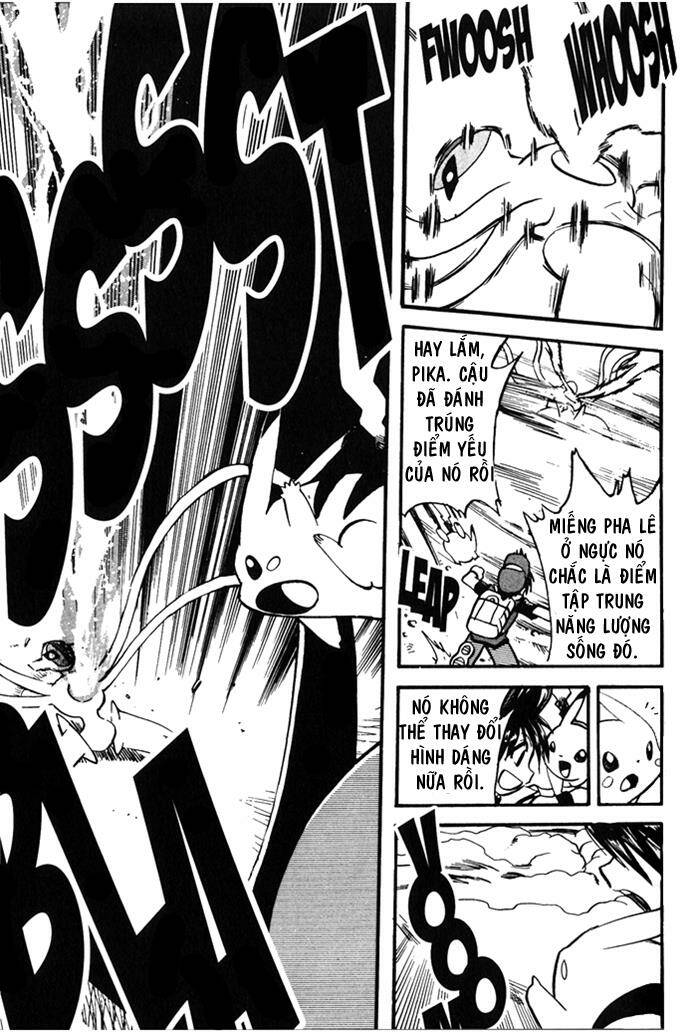 FWOOSH
WHOOSH
HAY LẮM,
PIKA. CẬU
ĐÃ ĐÁNH
TRÚNG
ĐIỂM YẾU
CỦA NÓ RỒI
MIẾNG PHA LÊ
Ở NGỰC NÓ
CHẮC LÀ ĐIỂM
TẬP TRUNG
NĂNG LƯỢNG
SỐNG ĐÓ.
LEAP
NÓ KHÔNG
THỂ THAY ĐỔI
HÌNH DÁNG
NỮA RỒI.